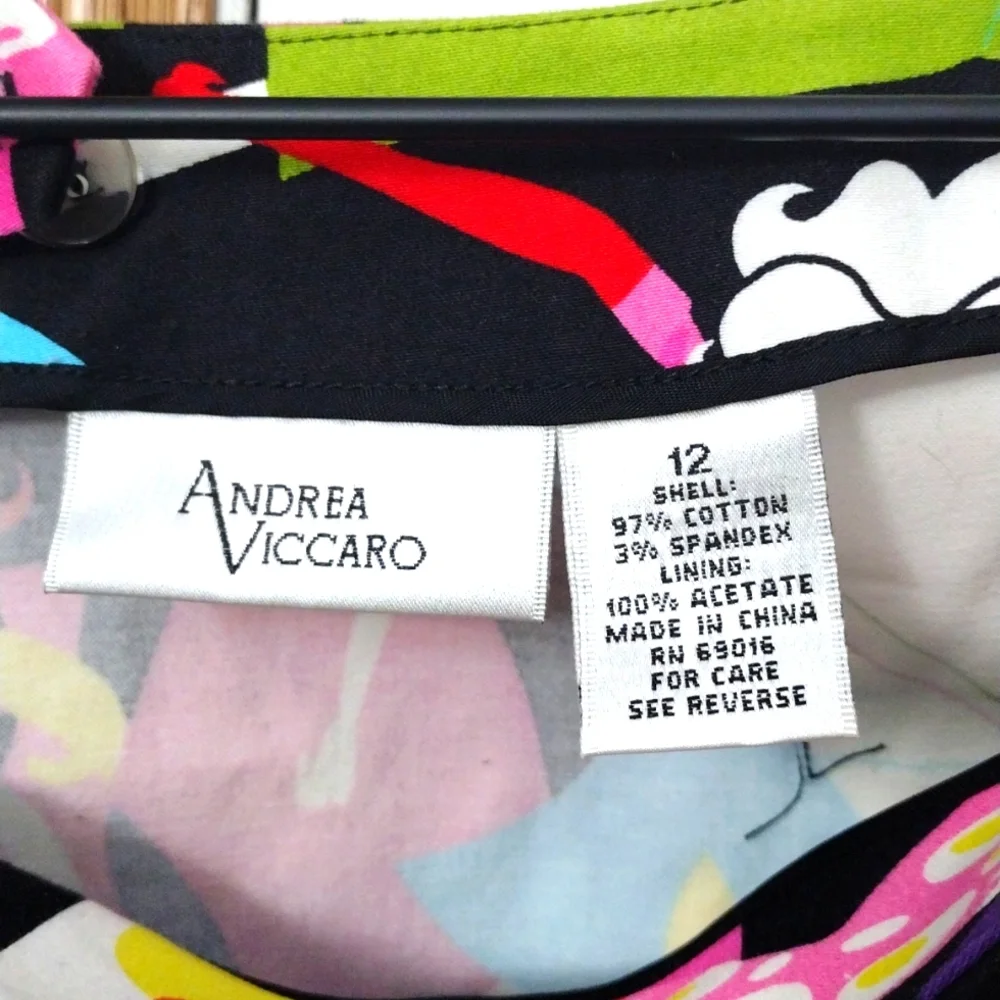 ANDREA
VICCARO
12
SHELL:
97% COTTON
3% SPANDEX
LINING:
100% ACETATE
MADE IN CHINA
RN 69016
FOR CARE
SEE REVERSE